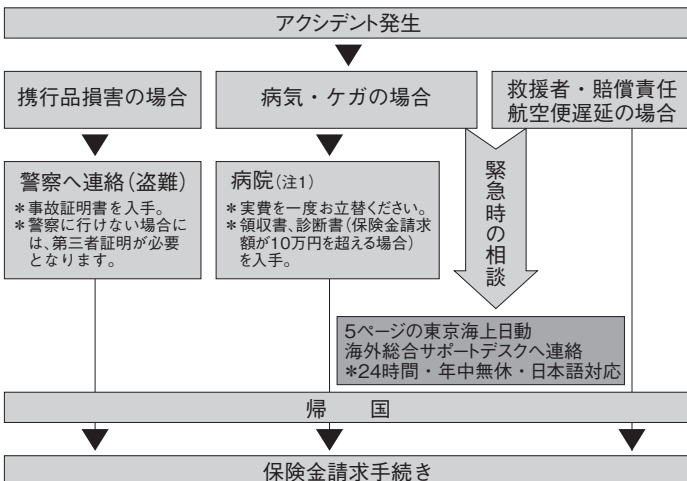 アクシデント発生
携行品損害の場合
病気・ケガの場合
救援者・賠償責任
航空便遅延の場合
警察へ連絡(盗難)
*事故証明書を入手。
*警察に行けない場合に
は、第三者証明が必要
となります。
病院(注1)
*実費を一度お立替ください。
*領収書、診断書(保険金請求
額が10万円を超える場合)
を入手。
緊急時の相談
5ページの東京海上日動
海外総合サポートデスクへ連絡
*24時間・年中無休・日本語対応
帰 国
保険金請求手続き